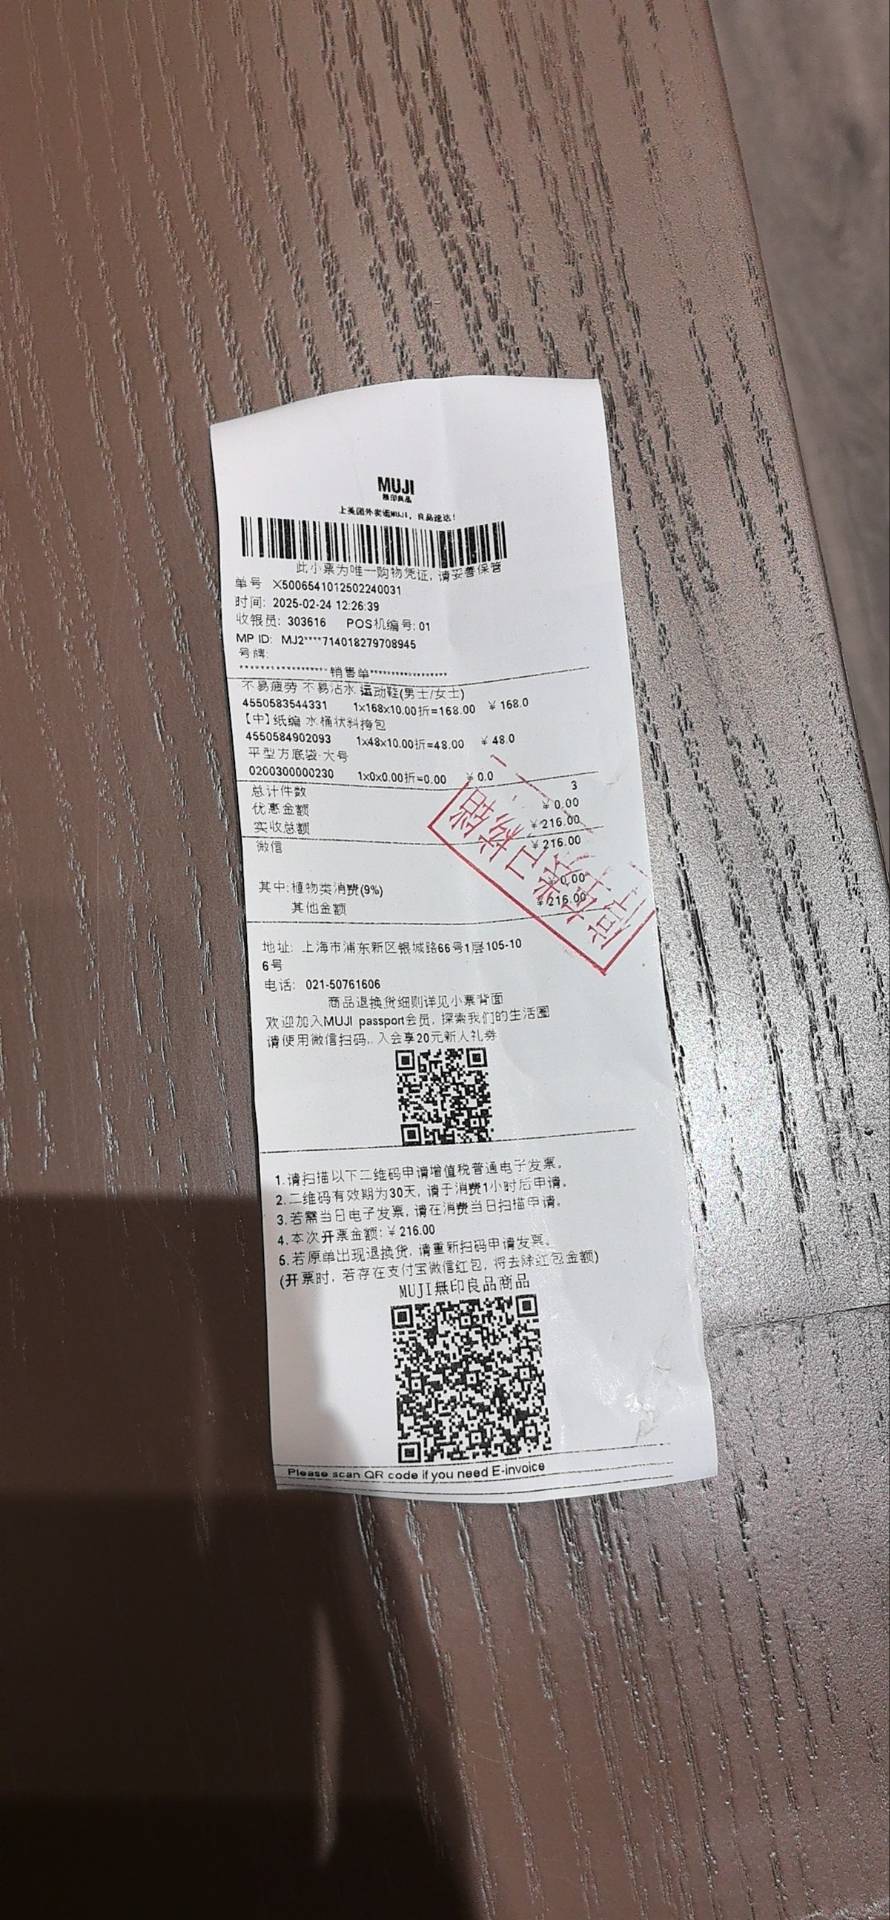 MUJI
無印良品
上美团外卖逛MUJI，良品速达！
此小票为唯一购物凭证，请妥善保管
单号 X5006541012502240031
时间: 2025-02-24 12:26:39
收银员: 303616 POS机编号: 01
MP ID: MJ2****714018279708945
号牌:
******************销售单******************
不易疲劳 不易沾水 运动鞋(男士/女士)
4550583544331 1x168x10.00折=168.00 ¥ 168.0
【中】纸编 水桶状斜挎包
4550584902093 1x48x10.00折=48.00 ¥ 48.0
平型方底袋·大号
0200300000230 1x0x0.00折=0.00 ¥ 0.0
总计件数 3
优惠金额 ¥ 0.00
实收总额 ¥ 216.00
微信 ¥ 216.00
其中: 植物类消费(9%) ¥ 0.00
其他金额 ¥ 216.00
已核销
地址: 上海市浦东新区银城路66号1层105-10
6号
电话: 021-50761606
商品退换货细则详见小票背面
欢迎加入MUJI passport会员, 探索我们的生活圈
请使用微信扫码, 入会享20元新人礼券
1.请扫描以下二维码申请增值税普通电子发票。
2.二维码有效期为30天, 请于消费1小时后申请。
3.若需当日电子发票, 请在消费当日扫描申请。
4.本次开票金额: ¥ 216.00
5.若原单出现退换货, 请重新扫码申请发票。
(开票时, 若存在支付宝微信红包, 将去除红包金额)
MUJI無印良品商品
Please scan QR code if you need E-invoice